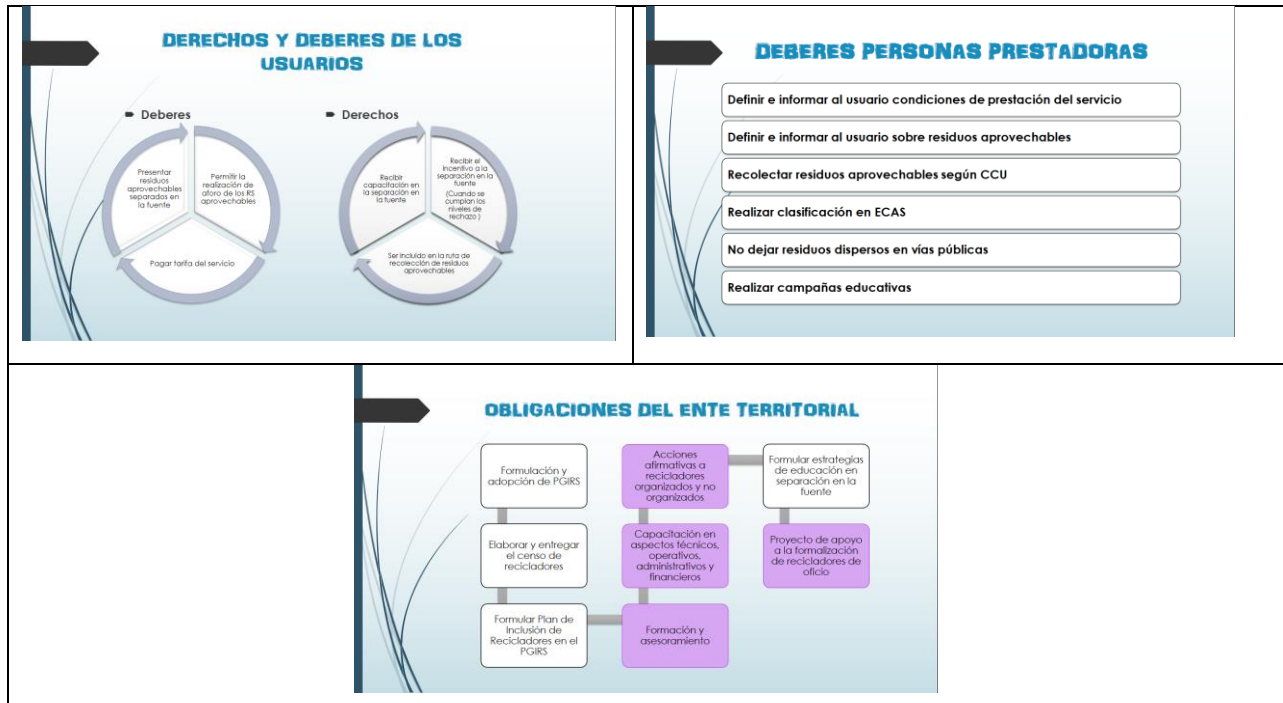 DERECHOS Y DEBERES DE LOS
USUARIOS
Deberes
Presentar
residuos
aprovechables
separados en
la fuente
Permitir la
realización de
aforo de los RS
aprovechables
Pagar tarifa del servicio
Derechos
Recibir
capacitación en
la separación en
la fuente
Recibir el
incentivo a la
separación en la
fuente
(Cuando se
cumplan los
niveles de
rechazo )
Ser incluido en la ruta de
recolección de residuos
aprovechables
DEBERES PERSONAS PRESTADORAS
Definir e informar al usuario condiciones de prestación del servicio
Definir e informar al usuario sobre residuos aprovechables
Recolectar residuos aprovechables según CCU
Realizar clasificación en ECAS
No dejar residuos dispersos en vías públicas
Realizar campañas educativas
OBLIGACIONES DEL ENTE TERRITORIAL
Formulación y
adopción de PGIRS
Elaborar y entregar
el censo de
recicladores
Formular Plan de
Inclusión de
Recicladores en el
PGIRS
Formación y
asesoramiento
Capacitación en
aspectos técnicos,
operativos,
administrativos y
financieros
Acciones
afirmativas a
recicladores
organizados y no
organizados
Formular estrategias
de educación en
separación en la
fuente
Proyecto de apoyo
a la formalización
de recicladores de
oficio